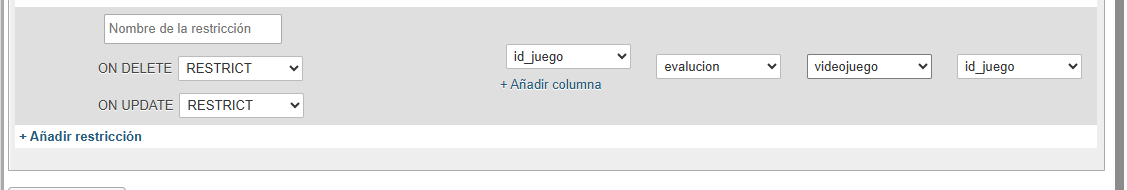 Nombre de la restricción
ON DELETE RESTRICT
id_juego evalucion videojuego id_juego
+ Añadir columna
ON UPDATE RESTRICT
+ Añadir restricción